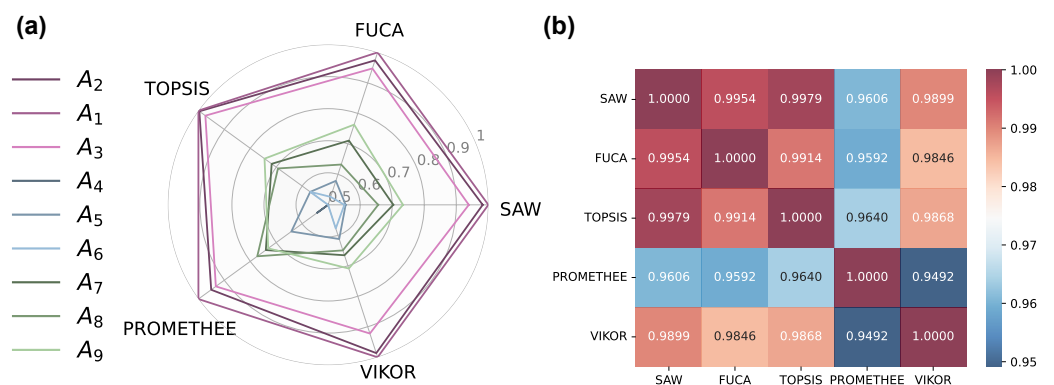 (a)
A2
A1
A3
A4
A5
A6
A7
A8
A9
FUCA
TOPSIS
SAW
PROMETHEE
VIKOR
0.5
0.6
0.7
0.8
0.9
1
(b)
SAW 1.0000 0.9954 0.9979 0.9606 0.9899
FUCA 0.9954 1.0000 0.9914 0.9592 0.9846
TOPSIS 0.9979 0.9914 1.0000 0.9640 0.9868
PROMETHEE 0.9606 0.9592 0.9640 1.0000 0.9492
VIKOR 0.9899 0.9846 0.9868 0.9492 1.0000
SAW FUCA TOPSIS PROMETHEE VIKOR
1.00
0.99
0.98
0.97
0.96
0.95